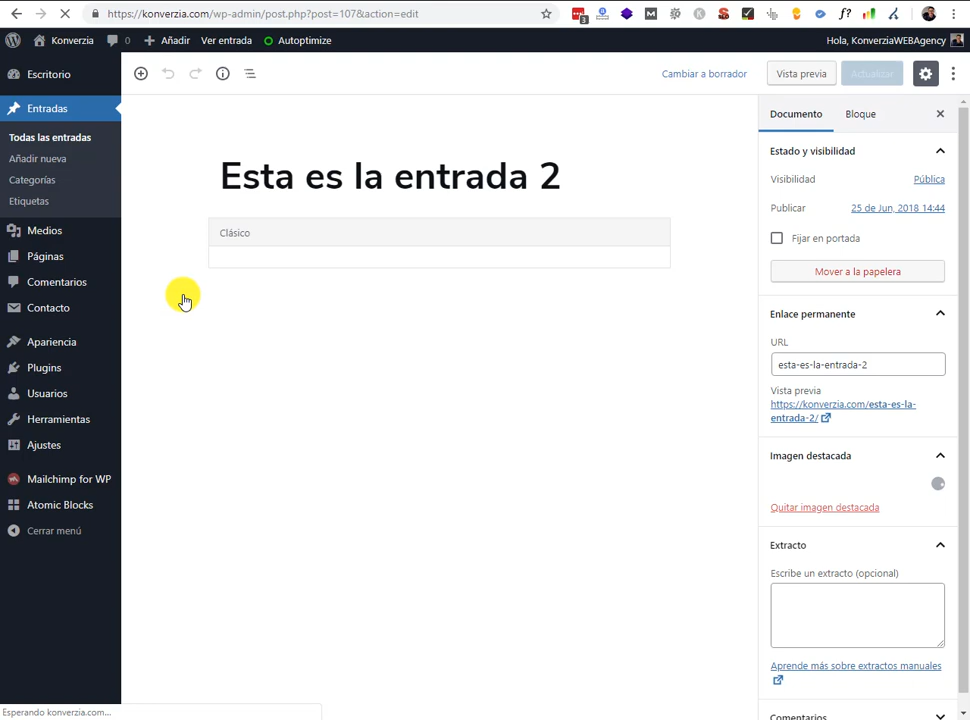 https://konverzia.com/wp-admin/post.php?post=107&action=edit
3
f?
Konverzia
0
Añadir
Ver entrada
Autoptimize
Hola, KonverziaWEBAgency
Escritorio
Entradas
Todas las entradas
Añadir nueva
Categorías
Etiquetas
Medios
Páginas
Comentarios
Contacto
Apariencia
Plugins
Usuarios
Herramientas
Ajustes
Mailchimp for WP
Atomic Blocks
Cerrar menú
Esperando konverzia.com...
Cambiar a borrador
Vista previa
Actualizar
Esta es la entrada 2
Clásico
Documento
Bloque
Estado y visibilidad
Visibilidad
Pública
Publicar
25 de Jun, 2018 14:44
Fijar en portada
Mover a la papelera
Enlace permanente
URL
esta-es-la-entrada-2
Vista previa
https://konverzia.com/esta-es-la-
entrada-2/
Imagen destacada
Quitar imagen destacada
Extracto
Escribe un extracto (opcional)
Aprende más sobre extractos manuales
Comentarios